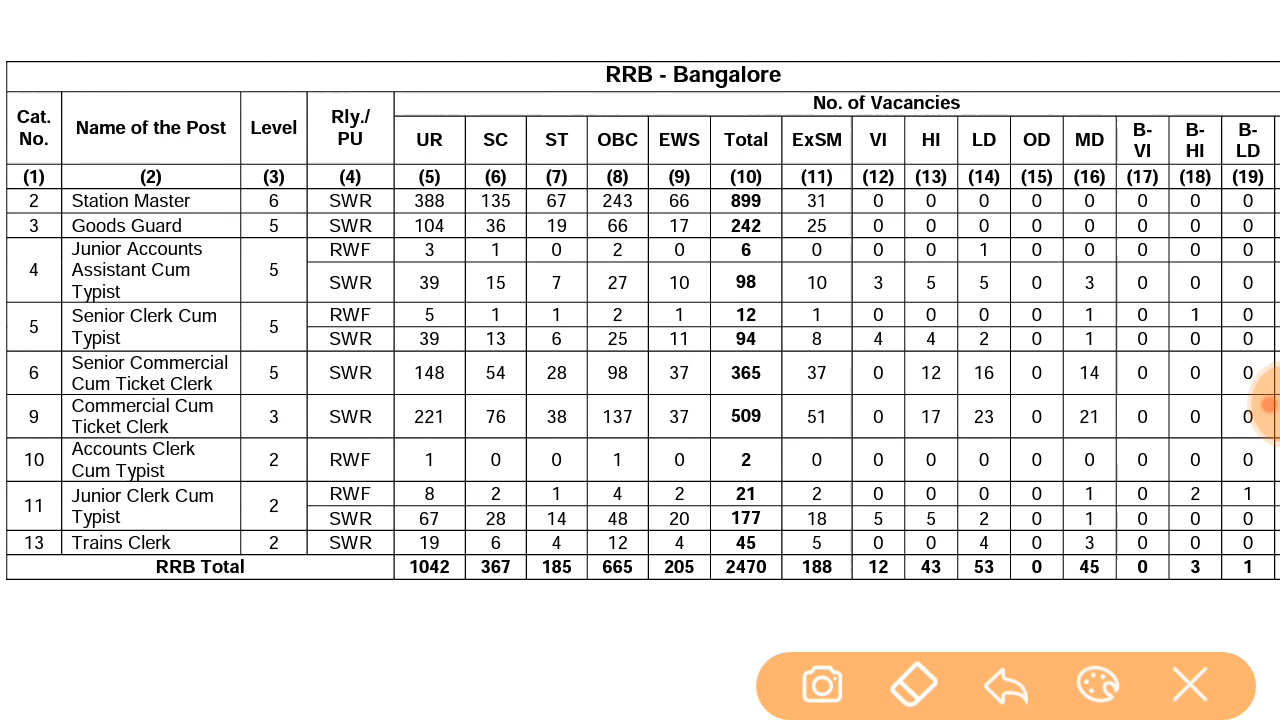 RRB - Bangalore
Cat. No. Name of the Post Level Rly./ PU No. of Vacancies
UR SC ST OBC EWS Total ExSM VI HI LD OD MD B-VI B-HI B-LD
(1) (2) (3) (4) (5) (6) (7) (8) (9) (10) (11) (12) (13) (14) (15) (16) (17) (18) (19)
2 Station Master 6 SWR 388 135 67 243 66 899 31 0 0 0 0 0 0 0 0
3 Goods Guard 5 SWR 104 36 19 66 17 242 25 0 0 0 0 0 0 0 0
4 Junior Accounts Assistant Cum Typist 5 RWF 3 1 0 2 0 6 0 0 0 1 0 0 0 0 0
SWR 39 15 7 27 10 98 10 3 5 5 0 3 0 0 0
5 Senior Clerk Cum Typist 5 RWF 5 1 1 2 1 12 1 0 0 0 0 1 0 1 0
SWR 39 13 6 25 11 94 8 4 4 2 0 1 0 0 0
6 Senior Commercial Cum Ticket Clerk 5 SWR 148 54 28 98 37 365 37 0 12 16 0 14 0 0 0
9 Commercial Cum Ticket Clerk 3 SWR 221 76 38 137 37 509 51 0 17 23 0 21 0 0 0
10 Accounts Clerk Cum Typist 2 RWF 1 0 0 1 0 2 0 0 0 0 0 0 0 0 0
11 Junior Clerk Cum Typist 2 RWF 8 2 1 4 2 21 2 0 0 0 0 1 0 2 1
SWR 67 28 14 48 20 177 18 5 5 2 0 1 0 0 0
13 Trains Clerk 2 SWR 19 6 4 12 4 45 5 0 0 4 0 3 0 0 0
RRB Total 1042 367 185 665 205 2470 188 12 43 53 0 45 0 3 1